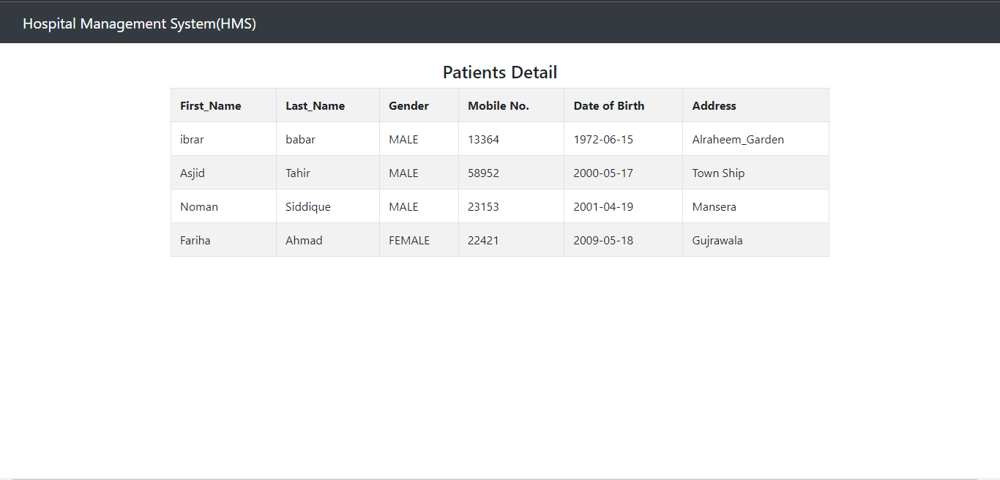 Hospital Management System(HMS)
Patients Detail
First_Name Last_Name Gender Mobile No. Date of Birth Address
ibrar babar MALE 13364 1972-06-15 Alraheem_Garden
Asjid Tahir MALE 58952 2000-05-17 Town Ship
Noman Siddique MALE 23153 2001-04-19 Mansera
Fariha Ahmad FEMALE 22421 2009-05-18 Gujrawala